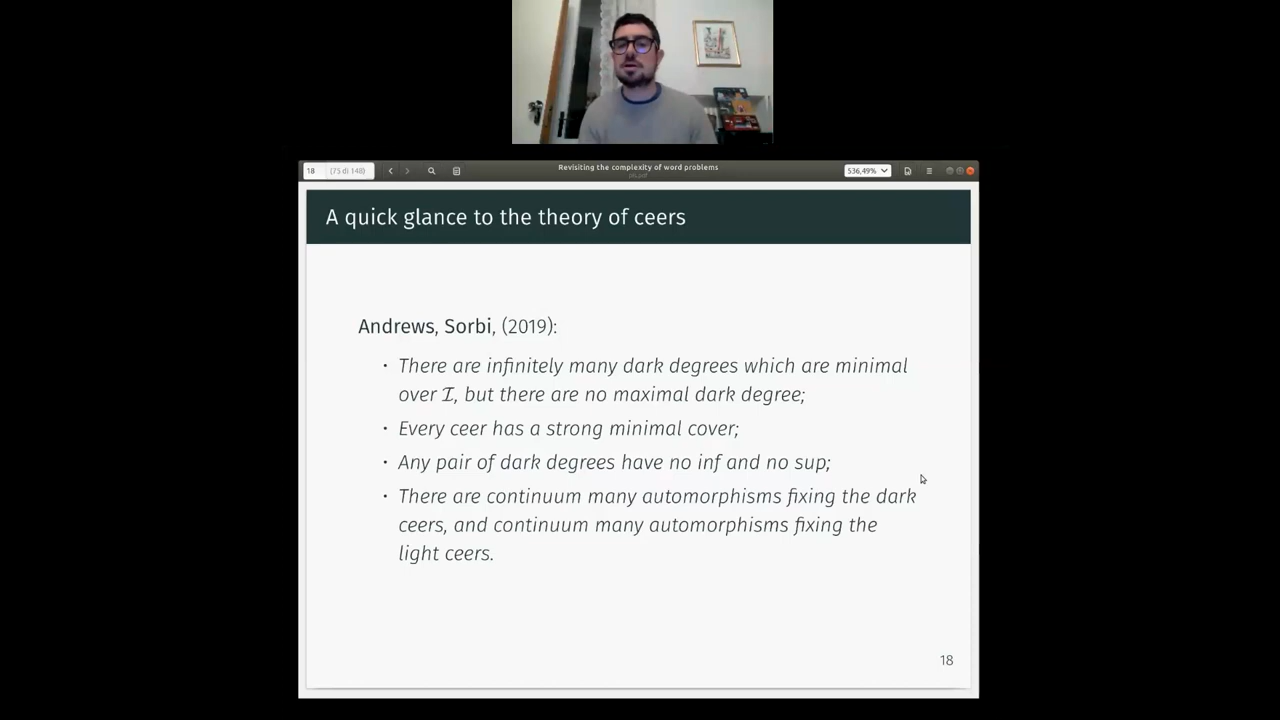 18 (75 di 148)
Revisiting the complexity of word problems
536,49%
A quick glance to the theory of ceers
Andrews, Sorbi, (2019):
· There are infinitely many dark degrees which are minimal
over I, but there are no maximal dark degree;
· Every ceer has a strong minimal cover;
· Any pair of dark degrees have no inf and no sup;
· There are continuum many automorphisms fixing the dark
ceers, and continuum many automorphisms fixing the
light ceers.
18